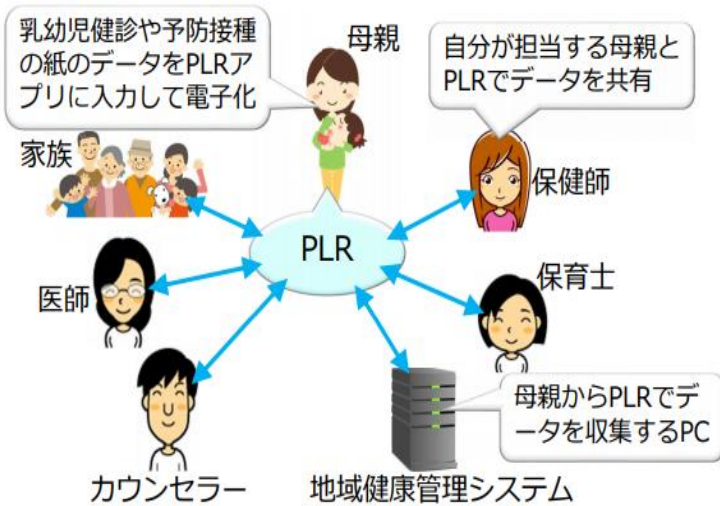 乳幼児健診や予防接種
の紙のデータをPLRア
プリに入力して電子化
母親
自分が担当する母親と
PLRでデータを共有
家族
保健師
PLR
医師
保育士
母親からPLRでデ
ータを収集するPC
カウンセラー
地域健康管理システム